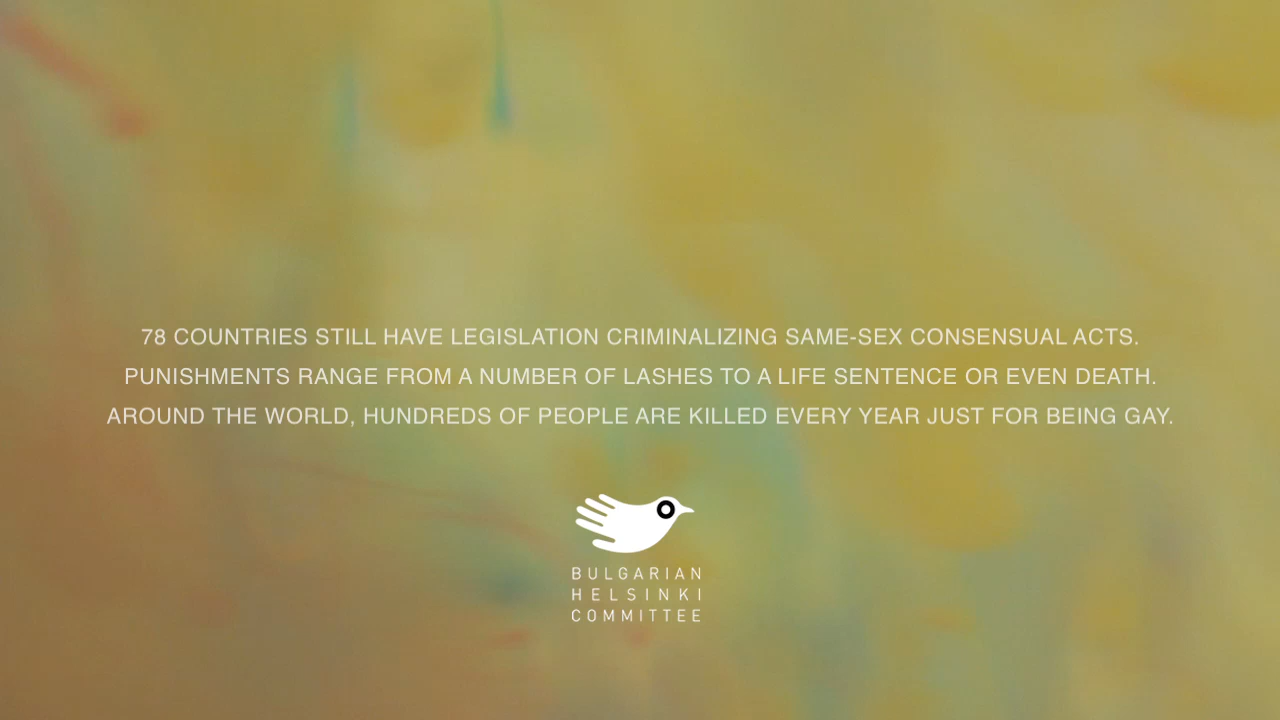 78 COUNTRIES STILL HAVE LEGISLATION CRIMINALIZING SAME-SEX CONSENSUAL ACTS.
PUNISHMENTS RANGE FROM A NUMBER OF LASHES TO A LIFE SENTENCE OR EVEN DEATH.
AROUND THE WORLD, HUNDREDS OF PEOPLE ARE KILLED EVERY YEAR JUST FOR BEING GAY.
BULGARIAN
HELSINKI
COMMITTEE